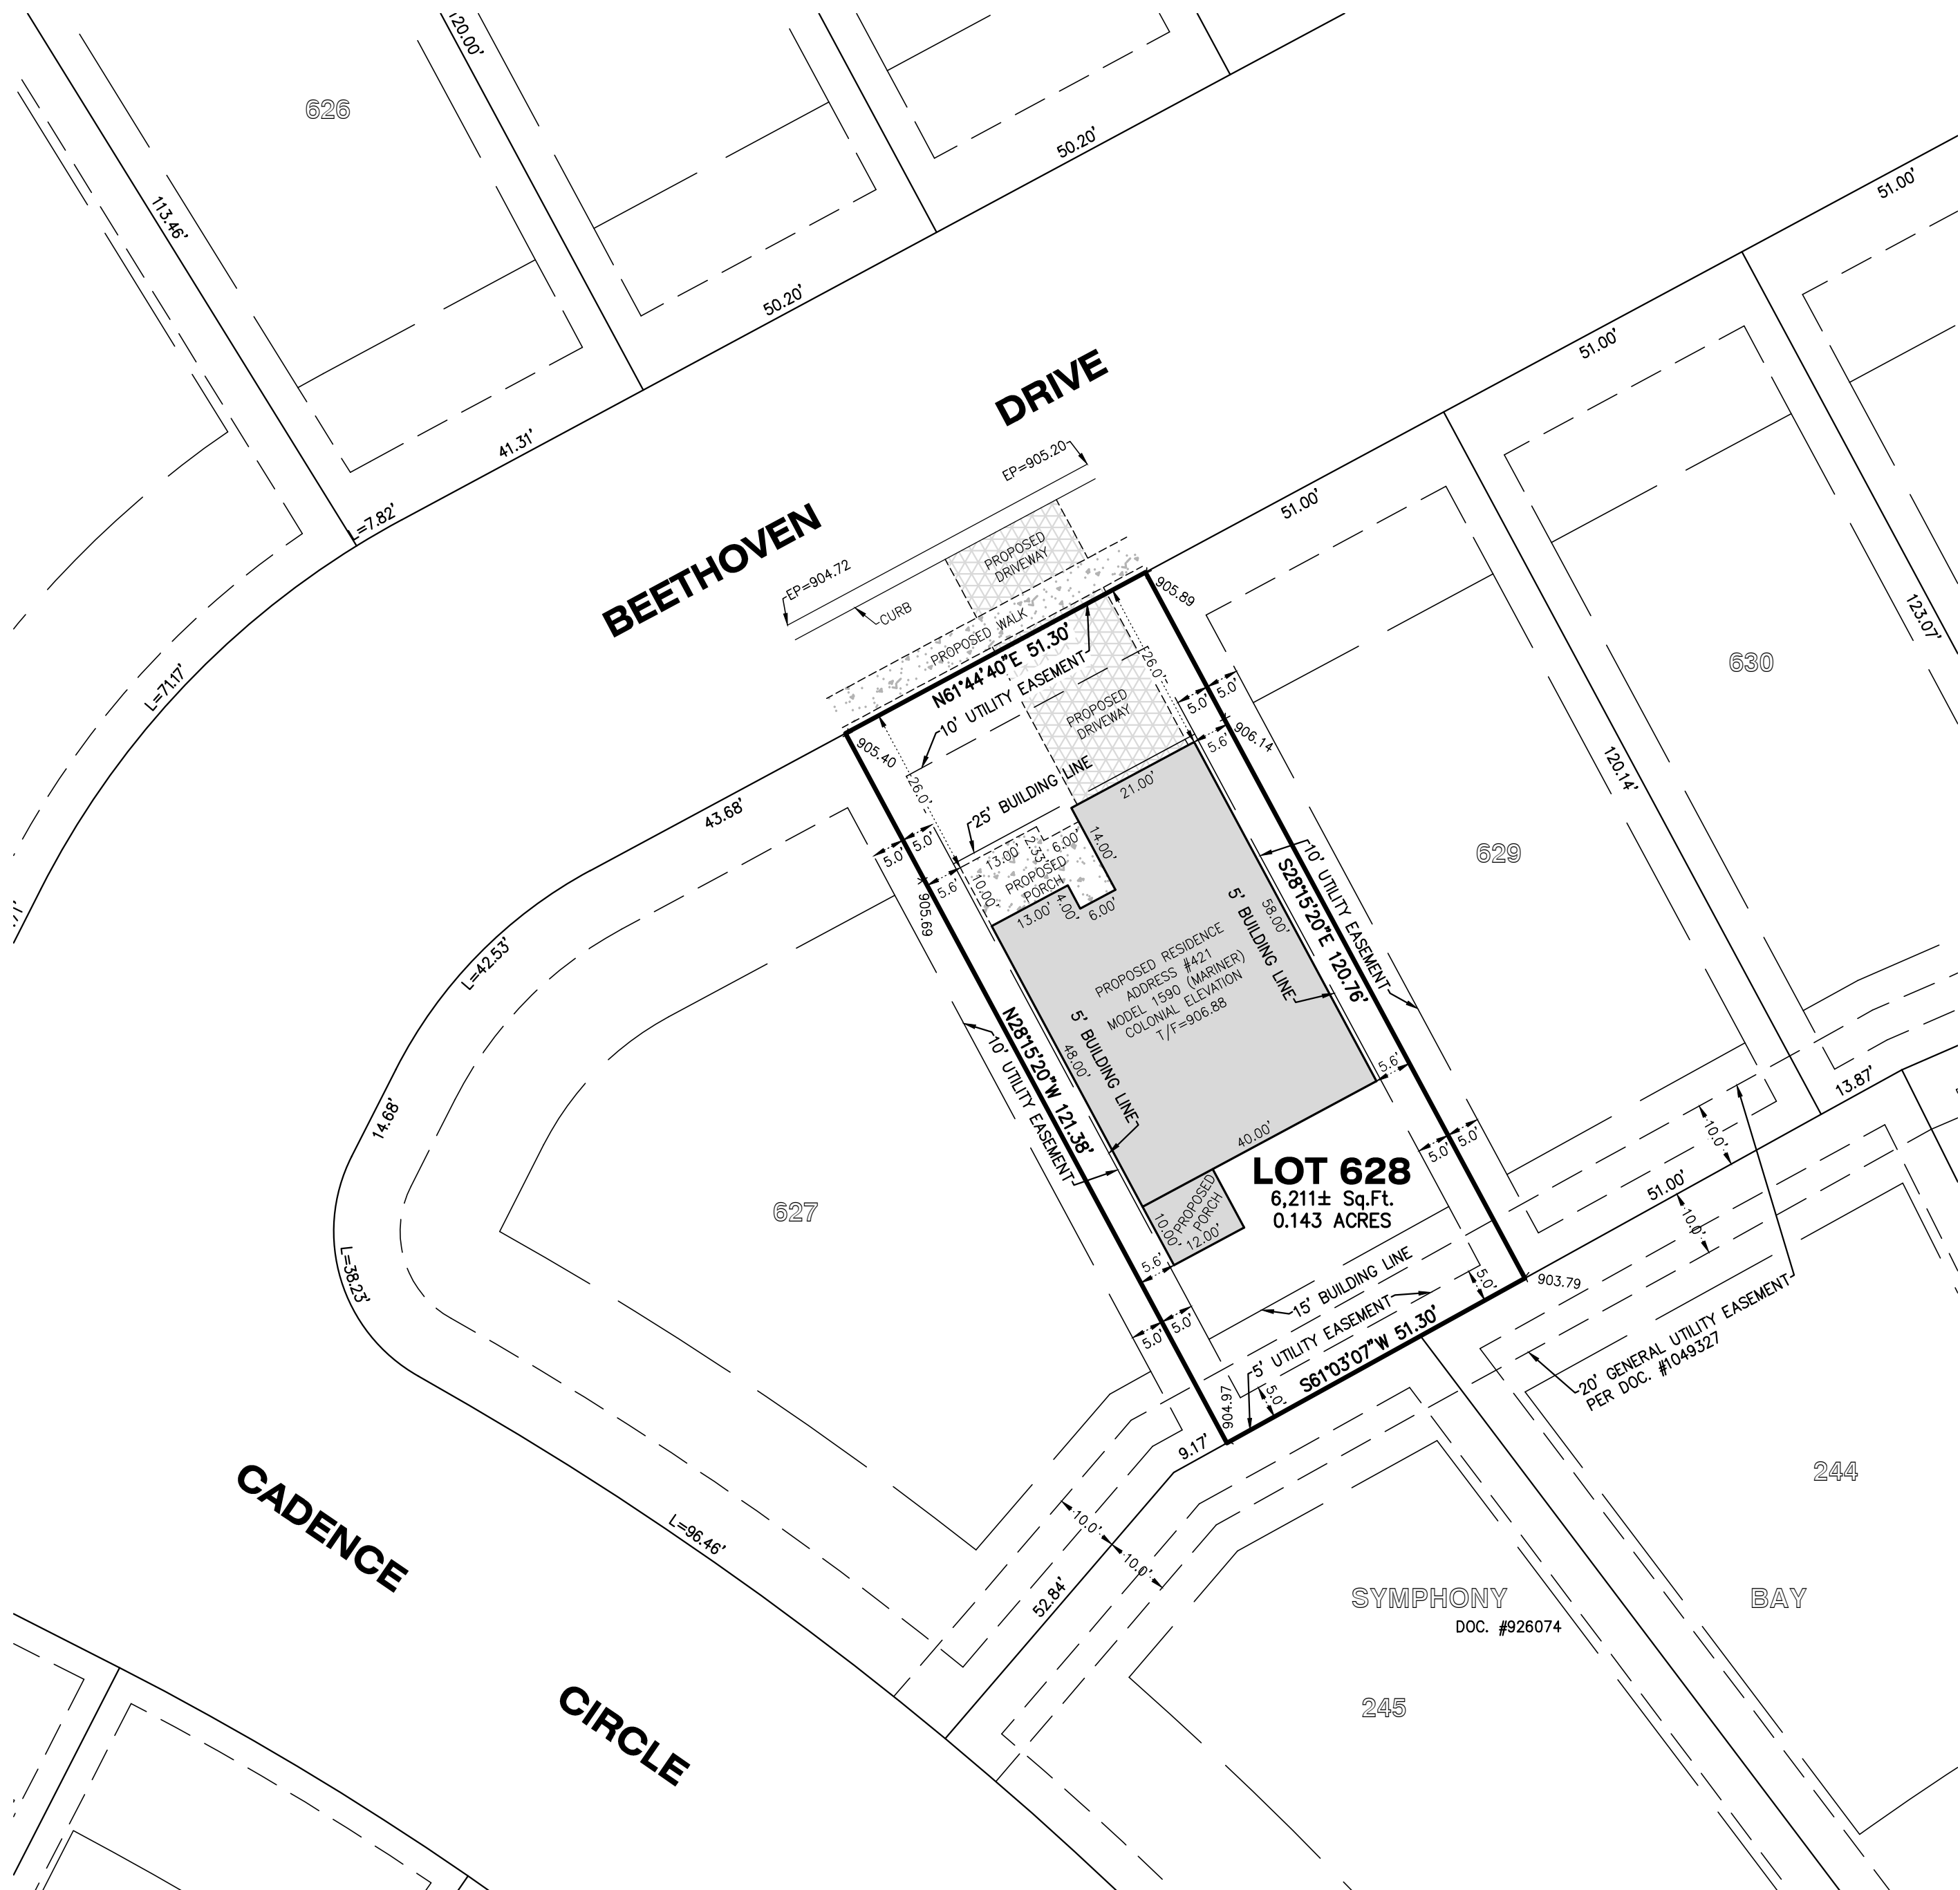 120.00'
626
113.46'
50.20'
50.20'
51.00'
41.31'
L=7.82'
DRIVE
BEETHOVEN
51.00'
51.00'
EP=905.20
EP=904.72
CURB
PROPOSED
DRIVEWAY
PROPOSED WALK
905.89
N61°44'40"E 51.30'
10' UTILITY EASEMENT
26.0'
26.0'
905.40
PROPOSED
DRIVEWAY
5.0'
5.0'
5.6'
906.14
123.07'
630
120.14'
629
L=71.17'
43.68'
25' BUILDING LINE
21.00'
14.00'
5.0'
5.0'
5.6'
905.69
13.00'
2.33'
6.00'
PROPOSED
PORCH
10.00'
13.00'
4.00'
6.00'
10' UTILITY EASEMENT
S28°15'20"E 120.76'
5' BUILDING LINE
58.00'
PROPOSED RESIDENCE
ADDRESS #421
MODEL 1590 (MARINER)
COLONIAL ELEVATION
T/F=906.88
L=42.53'
14.68'
L=38.23'
5' BUILDING LINE
48.00'
N28°15'20"W 121.38'
10' UTILITY EASEMENT
5.6'
40.00'
5.0'
5.0'
13.87'
10.0'
51.00'
10.0'
LOT 628
6,211± Sq.Ft.
0.143 ACRES
627
PROPOSED
PORCH
10.00'
12.00'
5.6'
5.0'
5.0'
15' BUILDING LINE
5' UTILITY EASEMENT
5.0'
903.79
S61°03'07"W 51.30'
5.0'
904.97
20' GENERAL UTILITY EASEMENT
PER DOC. #1049327
9.17'
10.0'
10.0'
52.84'
L=96.46'
CADENCE
CIRCLE
244
SYMPHONY
BAY
DOC. #926074
245